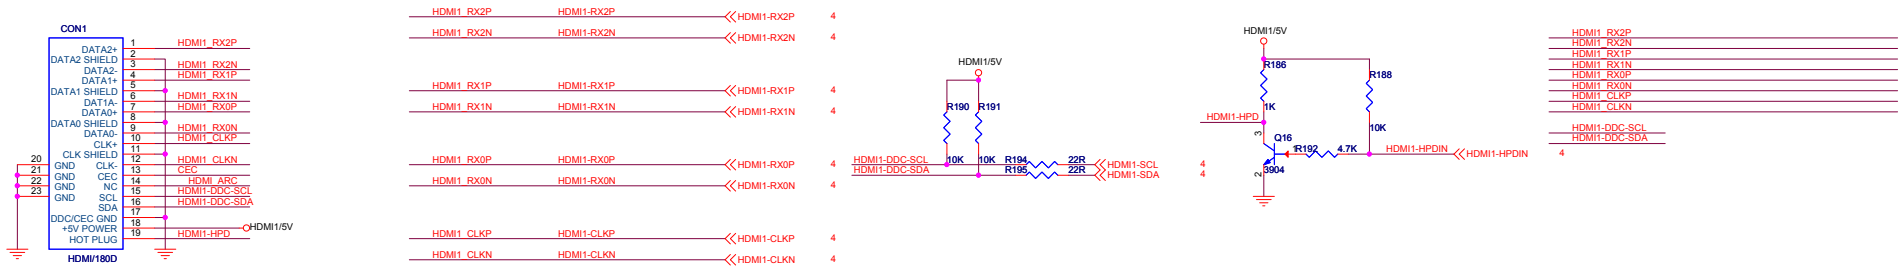 CON1
1 DATA2+ HDMI1_RX2P
2 DATA2 SHIELD
3 DATA2- HDMI1_RX2N
4 DATA1+ HDMI1_RX1P
5 DATA1 SHIELD
6 DAT1A- HDMI1_RX1N
7 DATA0+ HDMI1_RX0P
8 DATA0 SHIELD
9 DATA0- HDMI1_RX0N
10 CLK+ HDMI1_CLKP
11 CLK SHIELD
12 CLK- HDMI1_CLKN
13 CEC CEC
14 NC HDMI_ARC
15 SCL HDMI1-DDC-SCL
16 SDA HDMI1-DDC-SDA
17 DDC/CEC GND
18 +5V POWER HDMI1/5V
19 HOT PLUG HDMI1-HPD
20 GND
21 GND
22 GND
23 GND
HDMI/180D
HDMI1_RX2P HDMI1-RX2P HDMI1-RX2P 4
HDMI1_RX2N HDMI1-RX2N HDMI1-RX2N 4
HDMI1_RX1P HDMI1-RX1P HDMI1-RX1P 4
HDMI1_RX1N HDMI1-RX1N HDMI1-RX1N 4
HDMI1_RX0P HDMI1-RX0P HDMI1-RX0P 4
HDMI1_RX0N HDMI1-RX0N HDMI1-RX0N 4
HDMI1_CLKP HDMI1-CLKP HDMI1-CLKP 4
HDMI1_CLKN HDMI1-CLKN HDMI1-CLKN 4
HDMI1/5V
R190 R191
10K 10K
HDMI1-DDC-SCL R194 22R HDMI1-SCL 4
HDMI1-DDC-SDA R195 22R HDMI1-SDA 4
HDMI1/5V
R186 R188
1K
HDMI1-HPD
10K
3 Q16
1 R192 4.7K HDMI1-HPDIN HDMI1-HPDIN 4
2 3904
HDMI1_RX2P
HDMI1_RX2N
HDMI1_RX1P
HDMI1_RX1N
HDMI1_RX0P
HDMI1_RX0N
HDMI1_CLKP
HDMI1_CLKN
HDMI1-DDC-SCL
HDMI1-DDC-SDA